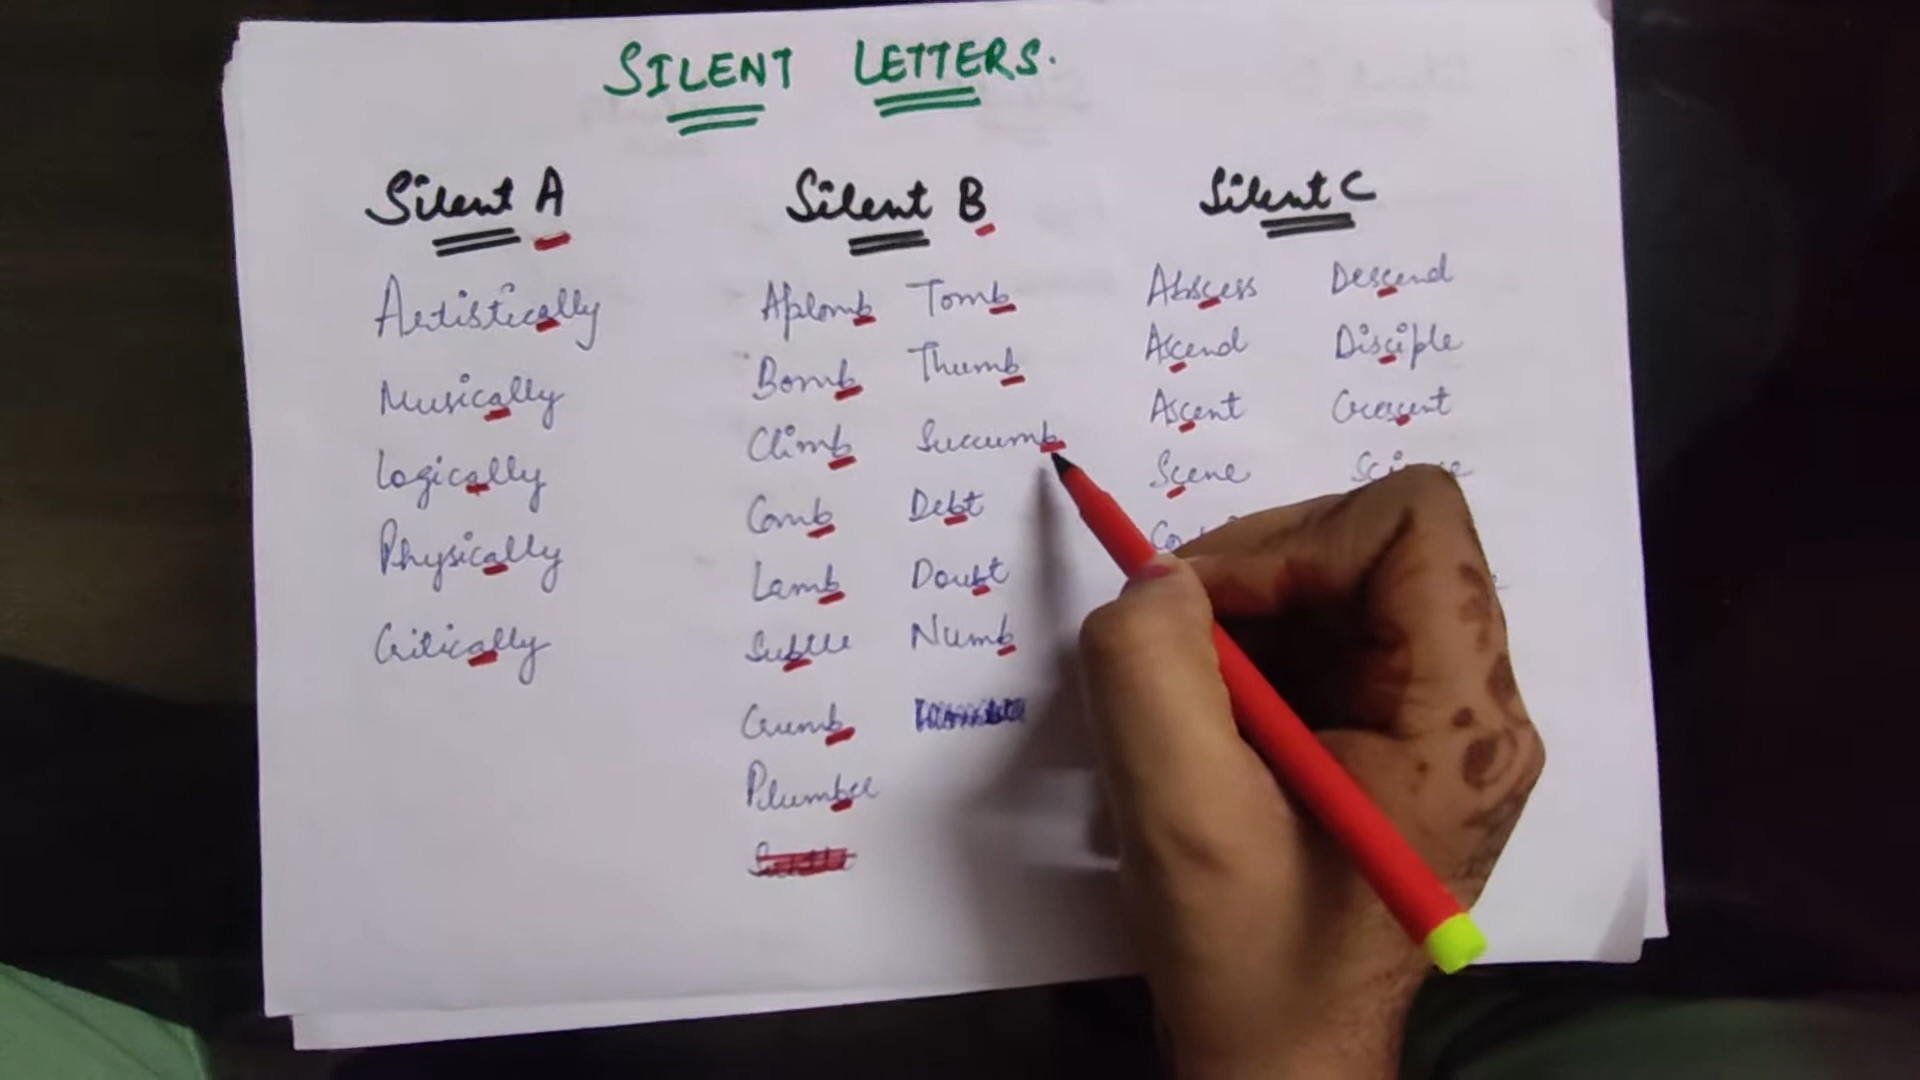 SILENT LETTERS.
Silent A
Artistically
Musically
Logically
Physically
Critically
Silent B
Aplomb Tomb
Bomb Thumb
Climb Succumb
Comb Debt
Lamb Doubt
Subtle Numb
Crumb
Plumber
Silent C
Abscess Descend
Ascend Disciple
Ascent Crescent
Scene